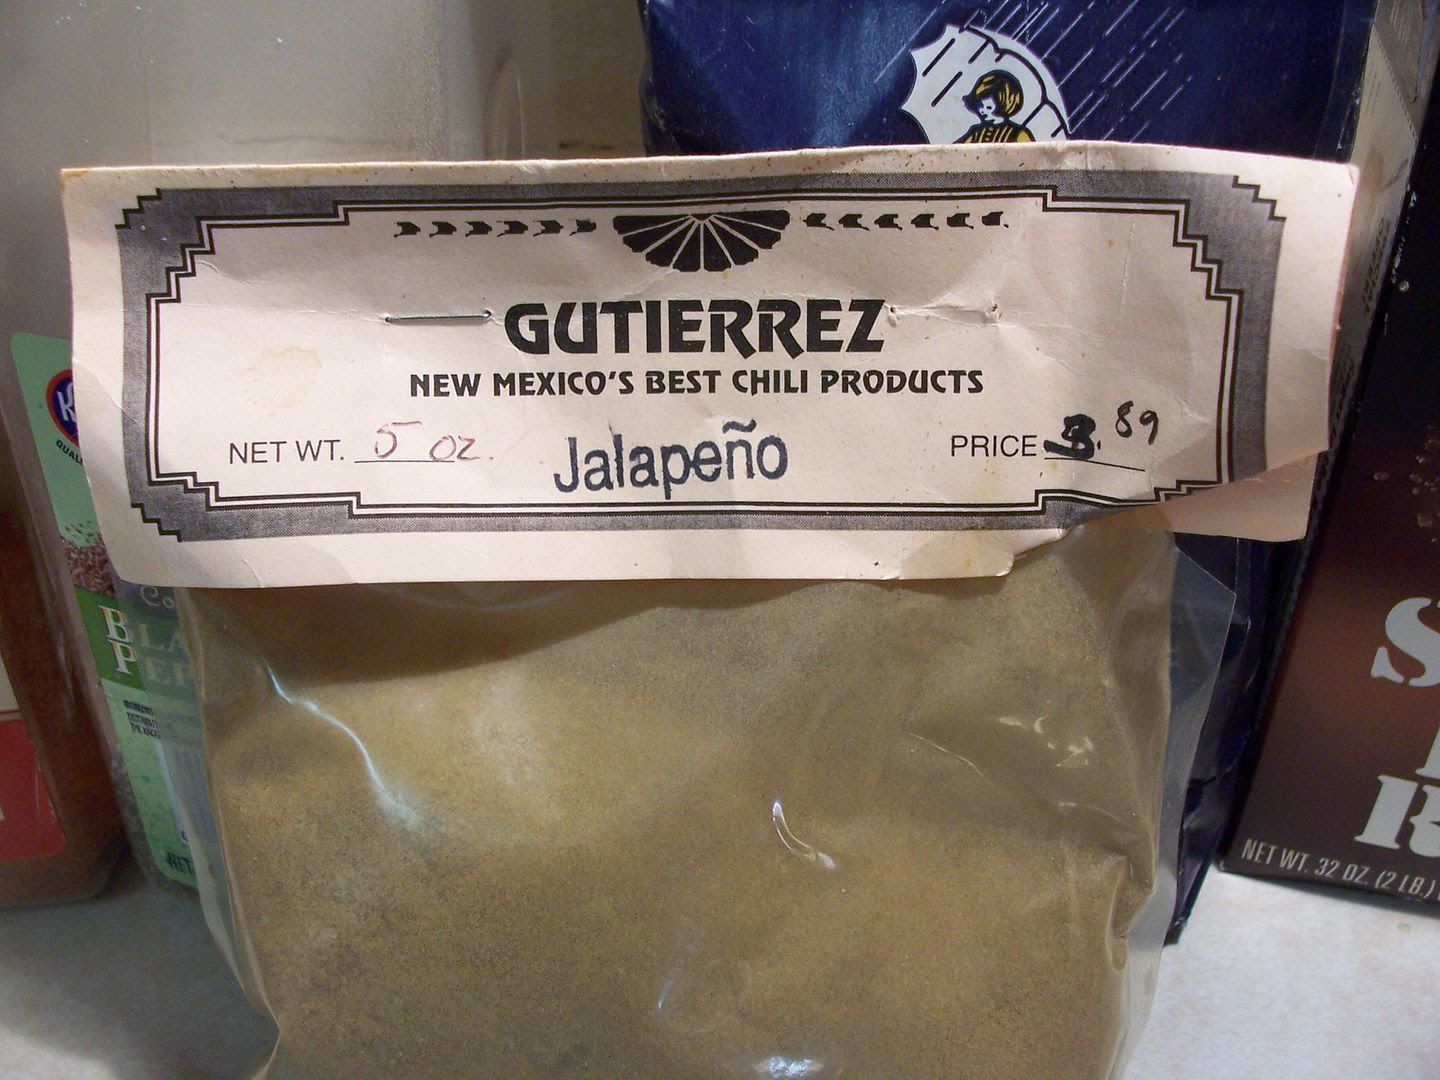 GUTIERREZ
NEW MEXICO'S BEST CHILI PRODUCTS
NET WT. 5 oz. Jalapeño PRICE 3.89
NET WT. 32 OZ. (2 LB.)